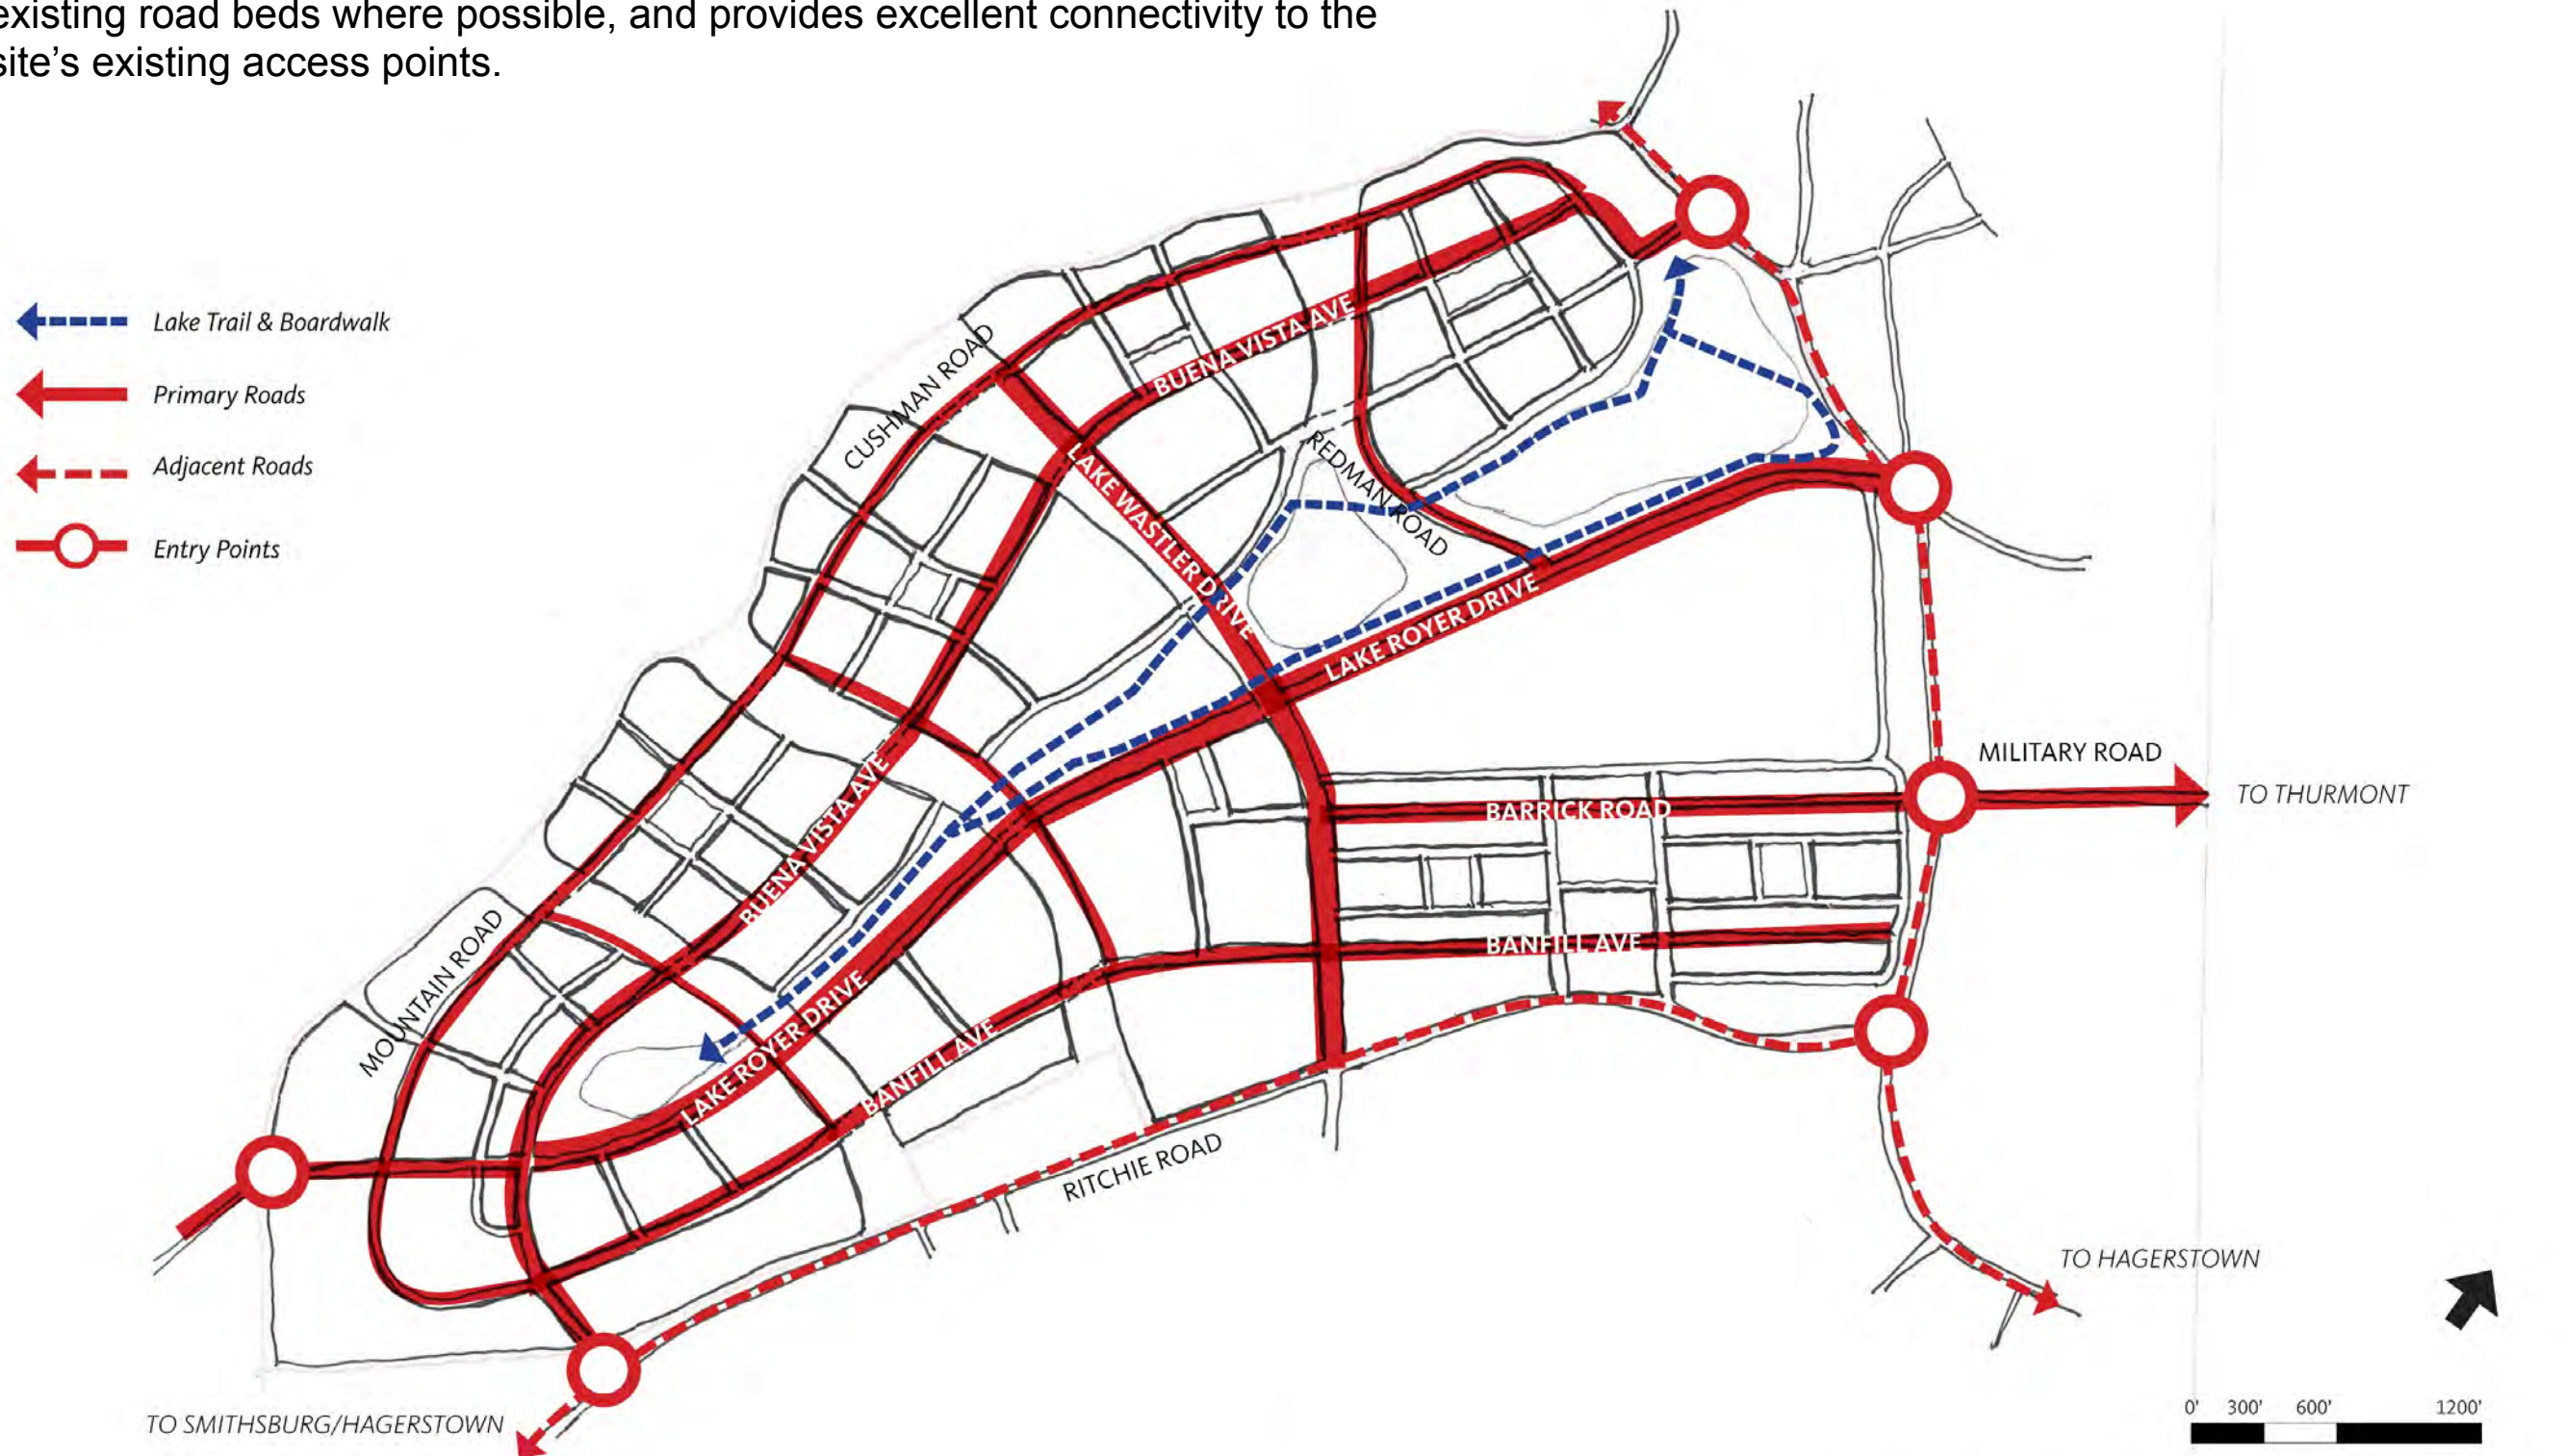 existing road beds where possible, and provides excellent connectivity to the
site's existing access points.
Lake Trail & Boardwalk
Primary Roads
Adjacent Roads
Entry Points
CUSHMAN ROAD
BUENA VISTA AVE
LAKE WASTLER DRIVE
REDMAN ROAD
LAKE ROYER DRIVE
MILITARY ROAD
TO THURMONT
BARRICK ROAD
BUENA VISTA AVE
BANFILL AVE
MOUNTAIN ROAD
LAKE ROYER DRIVE
BANFILL AVE
RITCHIE ROAD
TO HAGERSTOWN
TO SMITHSBURG/HAGERSTOWN
0' 300' 600' 1200'